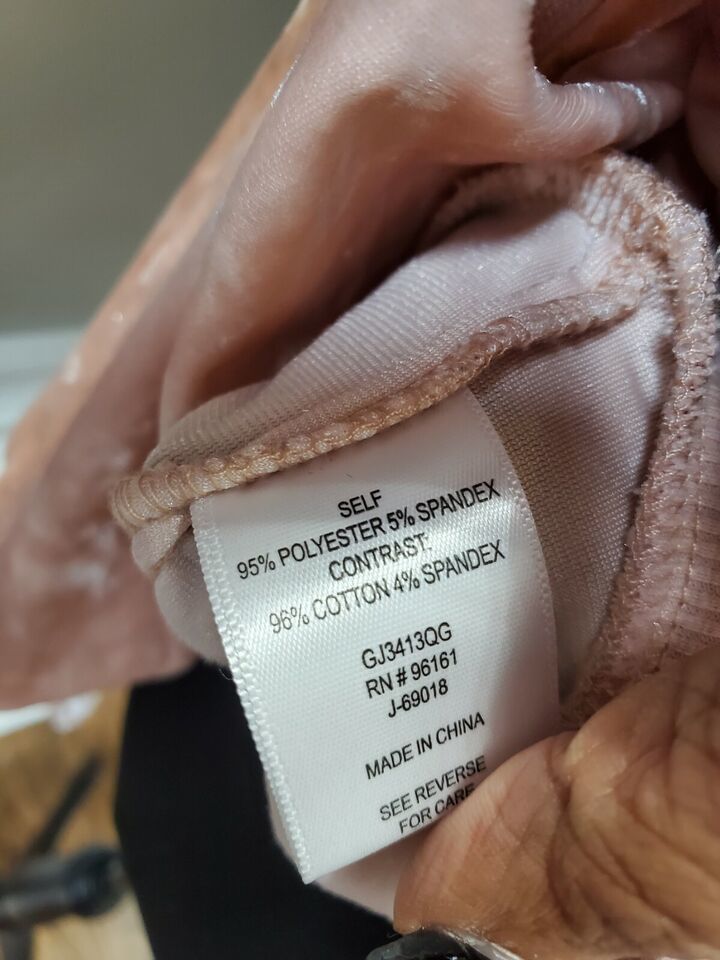 SELF
95% POLYESTER 5% SPANDEX
CONTRAST:
96% COTTON 4% SPANDEX
GJ3413QG
RN # 96161
J-69018
MADE IN CHINA
SEE REVERSE
FOR CARE